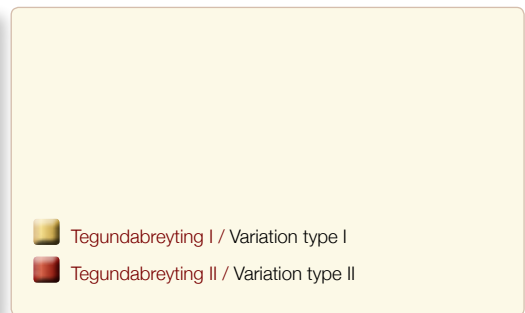 Tegundabreyting I / Variation type I
Tegundabreyting II / Variation type II